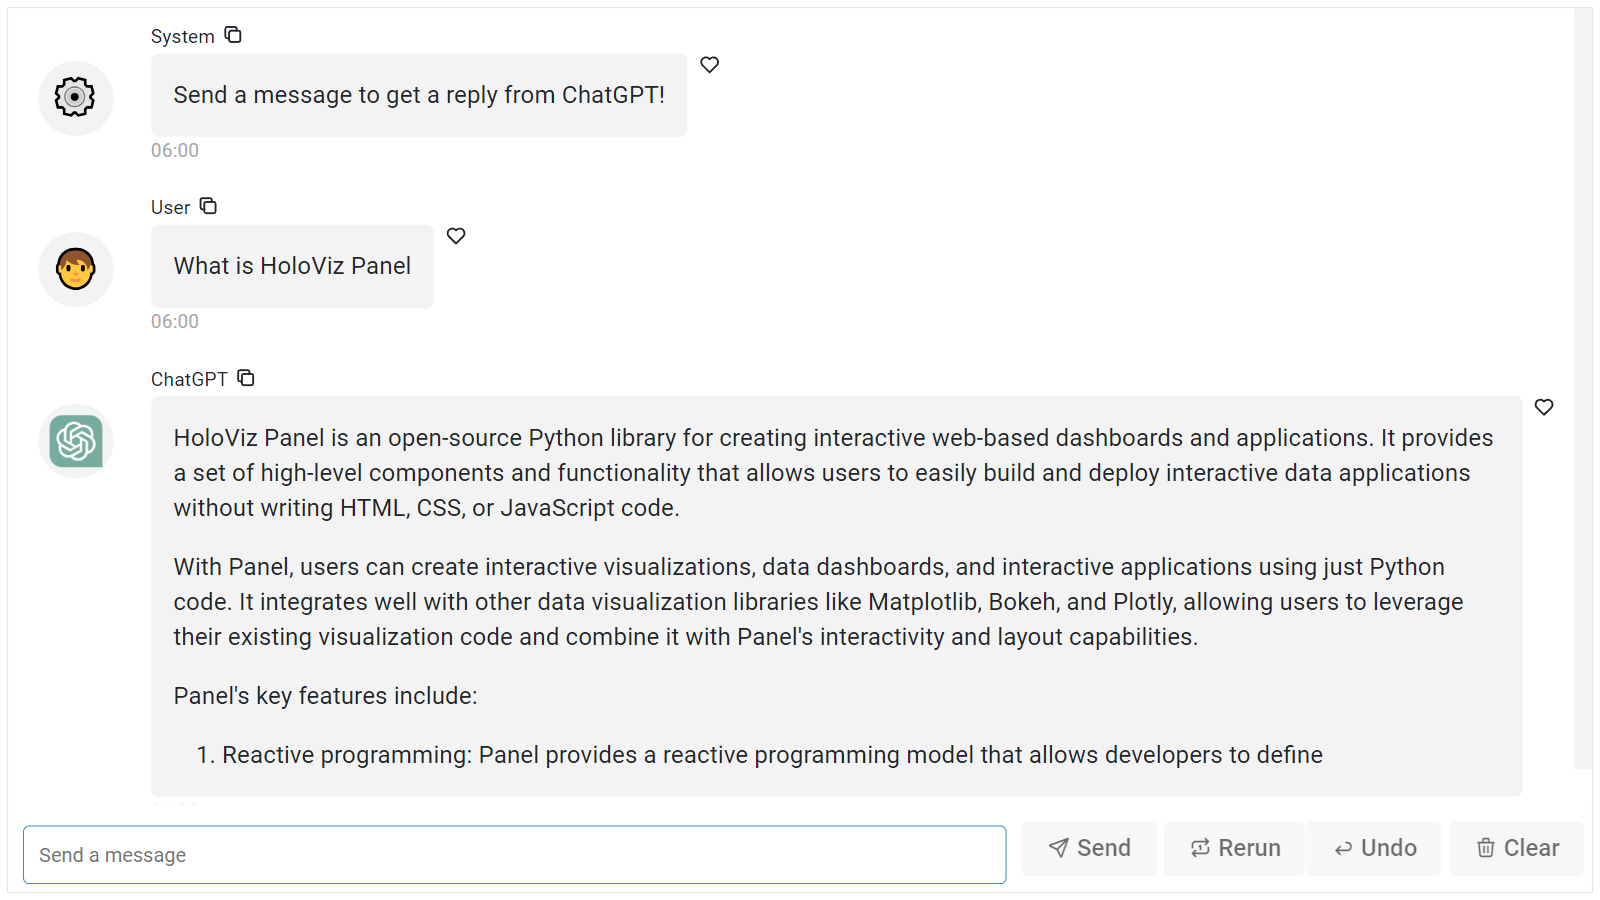 System
Send a message to get a reply from ChatGPT!
06:00
User
What is HoloViz Panel
06:00
ChatGPT
HoloViz Panel is an open-source Python library for creating interactive web-based dashboards and applications. It provides
a set of high-level components and functionality that allows users to easily build and deploy interactive data applications
without writing HTML, CSS, or JavaScript code.
With Panel, users can create interactive visualizations, data dashboards, and interactive applications using just Python
code. It integrates well with other data visualization libraries like Matplotlib, Bokeh, and Plotly, allowing users to leverage
their existing visualization code and combine it with Panel's interactivity and layout capabilities.
Panel's key features include:
1. Reactive programming: Panel provides a reactive programming model that allows developers to define
Send a message
Send
Rerun
Undo
Clear